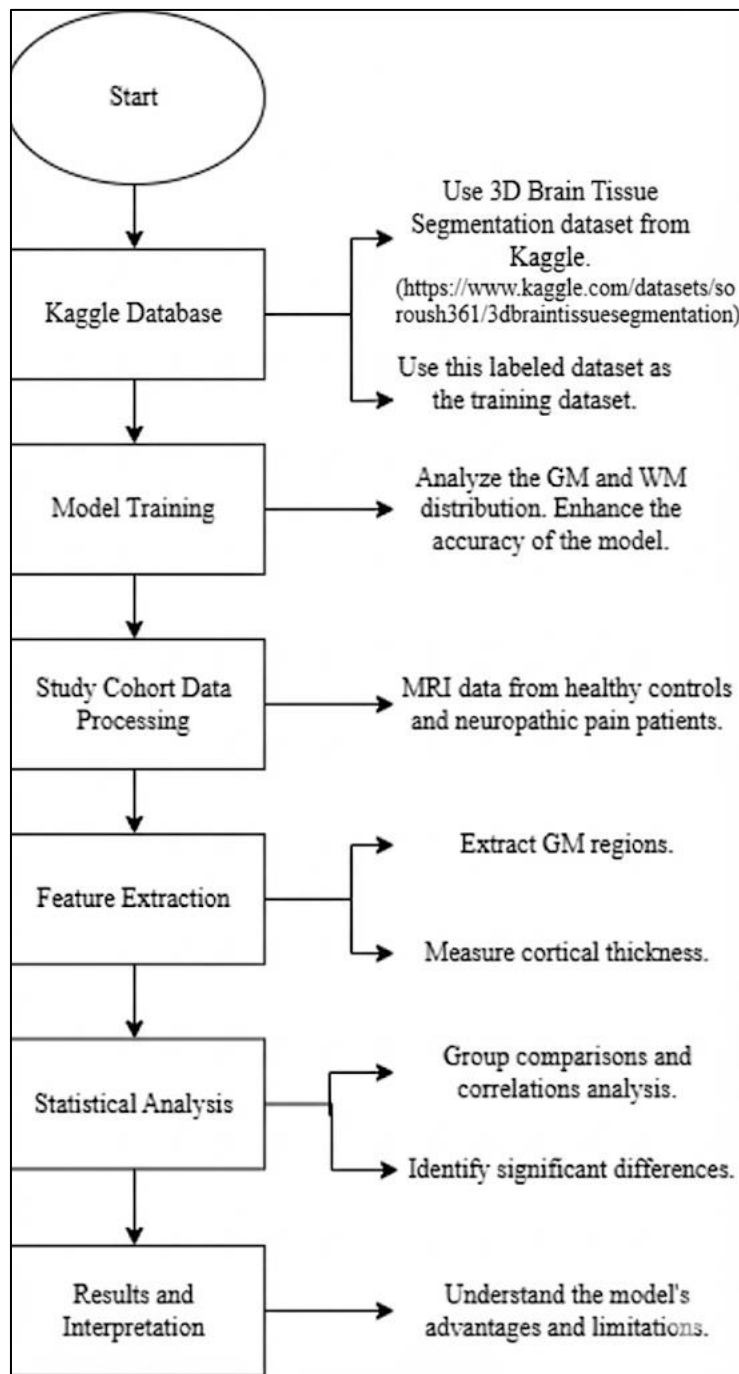 Start
Kaggle Database
Use 3D Brain Tissue
Segmentation dataset from
Kaggle.
(https://www.kaggle.com/datasets/so
roush361/3dbraintissuesegmentation)
Use this labeled dataset as
the training dataset.
Model Training
Analyze the GM and WM
distribution. Enhance the
accuracy of the model.
Study Cohort Data
Processing
MRI data from healthy controls
and neuropathic pain patients.
Feature Extraction
Extract GM regions.
Measure cortical thickness.
Statistical Analysis
Group comparisons and
correlations analysis.
Identify significant differences.
Results and
Interpretation
Understand the model's
advantages and limitations.